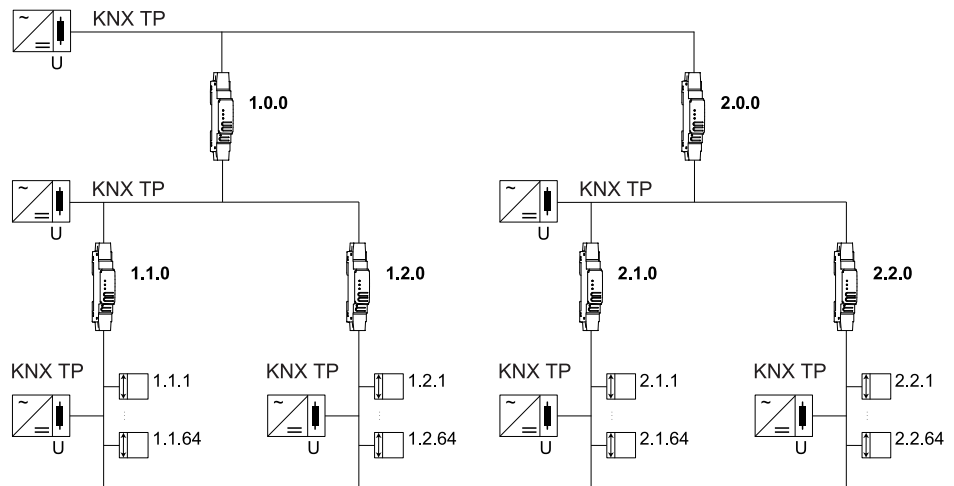 KNX TP
U
1.0.0
2.0.0
KNX TP
KNX TP
U
U
1.1.0
1.2.0
2.1.0
2.2.0
KNX TP
1.1.1
KNX TP
1.2.1
KNX TP
2.1.1
KNX TP
2.2.1
U
1.1.64
U
1.2.64
U
2.1.64
U
2.2.64